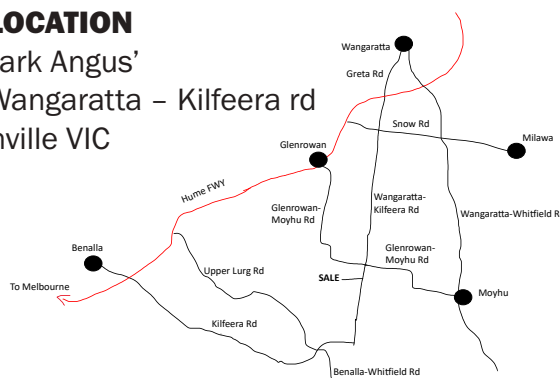 LOCATION
ark Angus'
Wangaratta – Kilfeera rd
ville VIC
Wangaratta
Greta Rd
Snow Rd
Milawa
Glenrowan
Hume FWY
Wangaratta-
Kilfeera Rd
Glenrowan-
Moyhu Rd
Wangaratta-Whitfield R
Benalla
Glenrowan-
Moyhu Rd
Upper Lurg Rd
SALE
To Melbourne
Moyhu
Kilfeera Rd
Benalla-Whitfield Rd